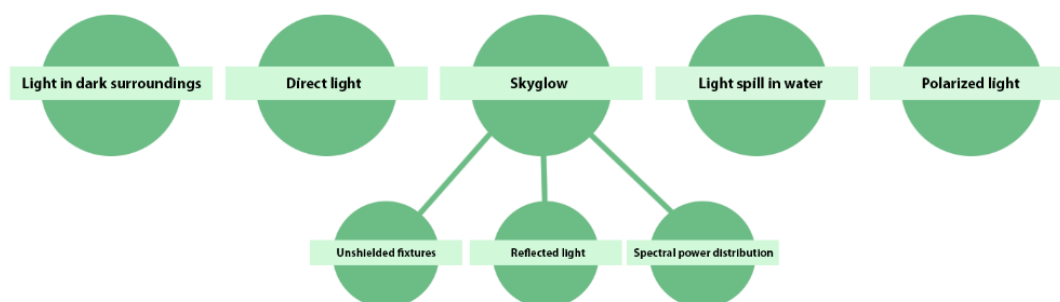 Light in dark surroundings
Direct light
Skyglow
Light spill in water
Polarized light
Unshielded fixtures
Reflected light
Spectral power distribution